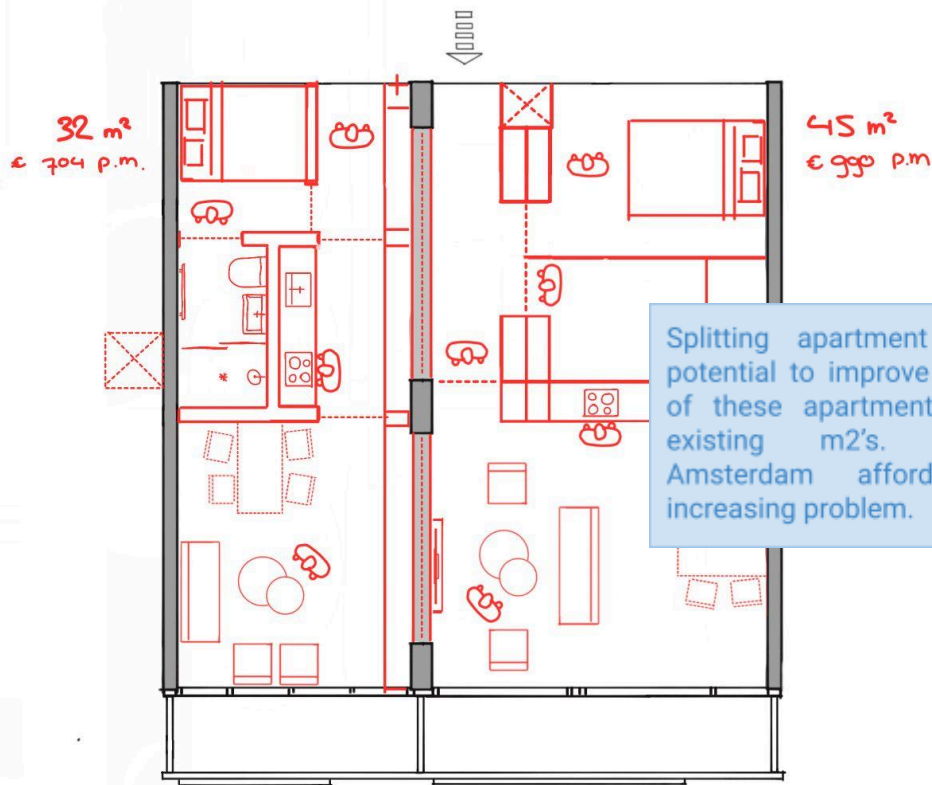 32 m²
€ 704 p.m.
45 m²
€ 990 p.m
Splitting apartment
potential to improve
of these apartment
existing m2's.
Amsterdam afford
increasing problem.